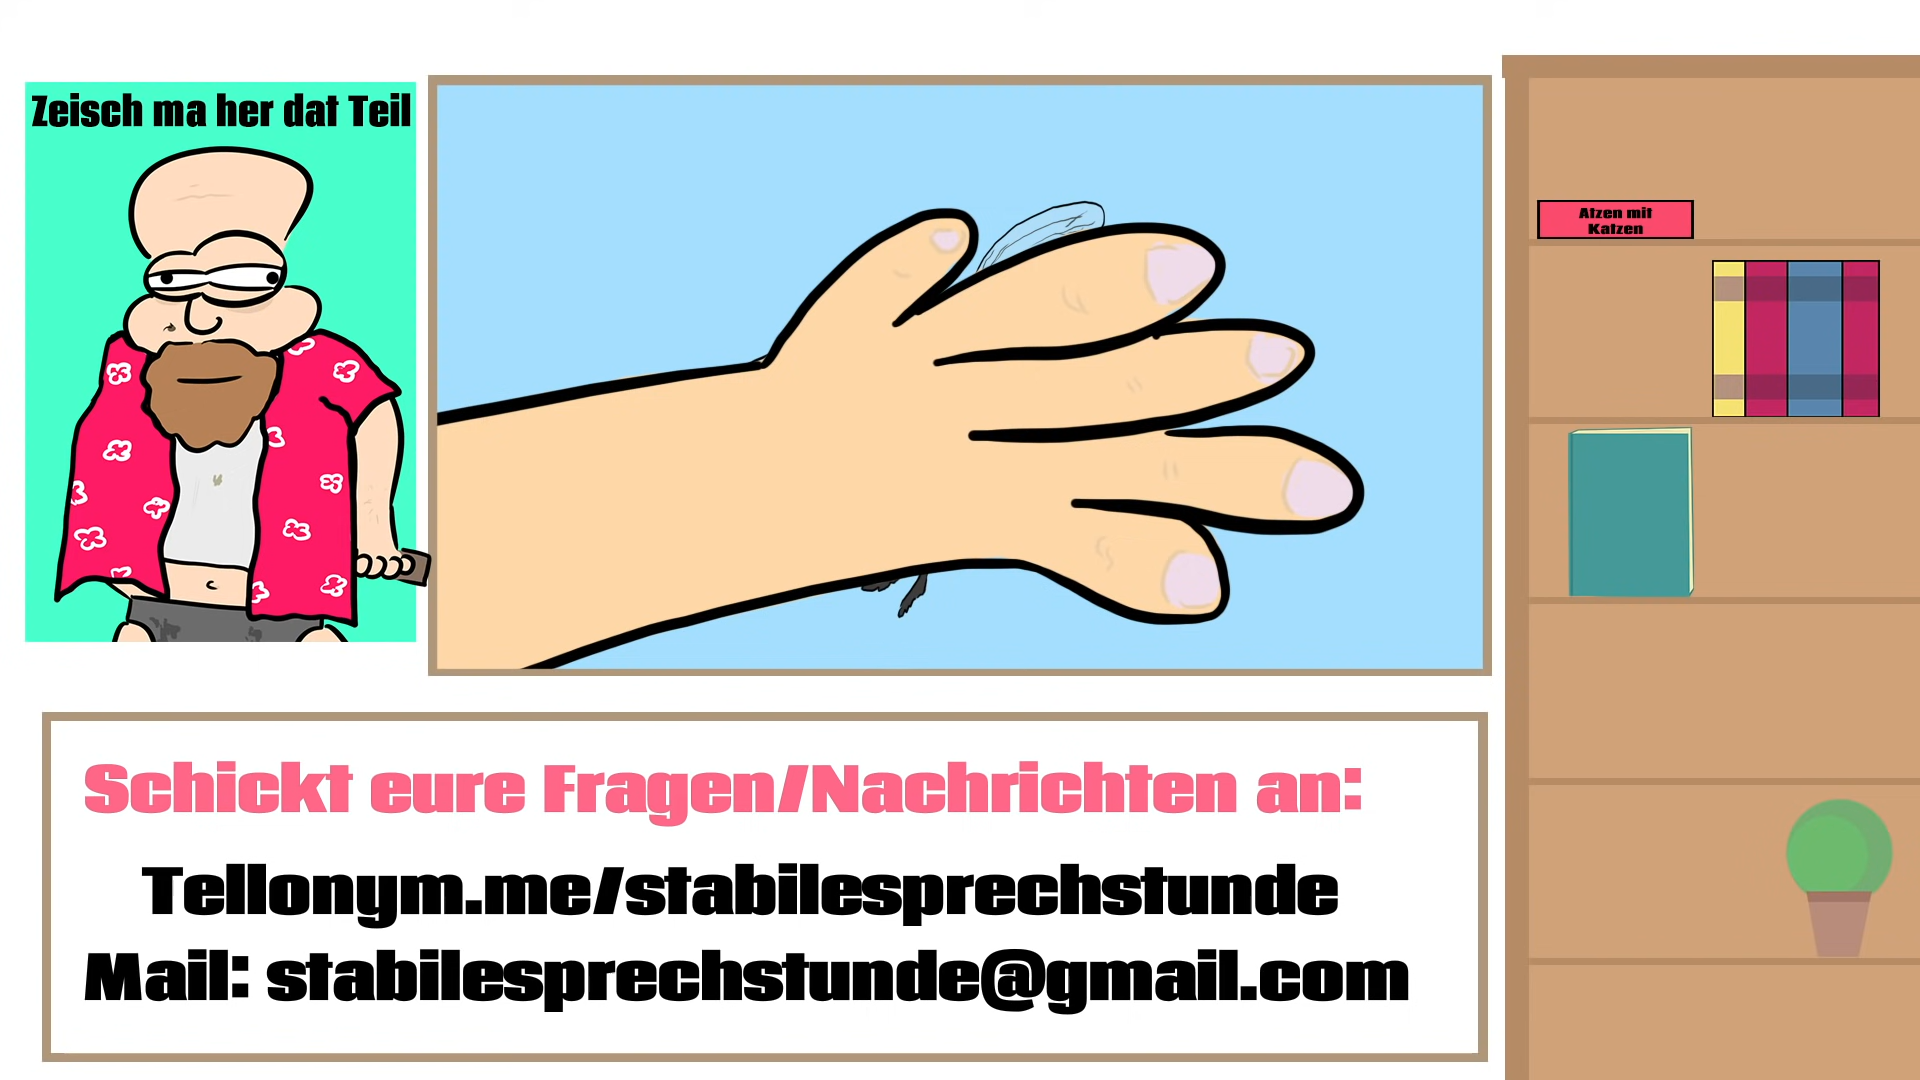 Zeisch ma her dat Teil
Atzen mit
Katzen
Schickt eure Fragen/Nachrichten an:
Tellonym.me/stabilesprechstunde
Mail: stabilesprechstunde@gmail.com